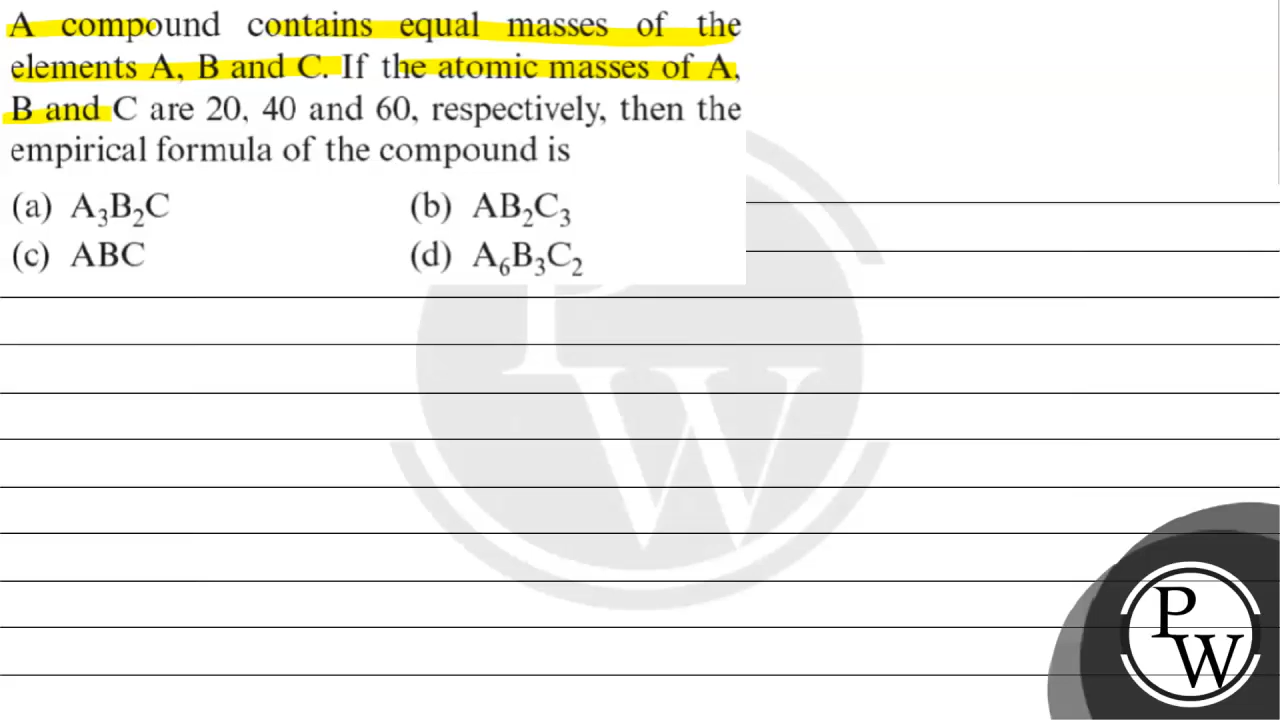 A compound contains equal masses of the
elements A, B and C. If the atomic masses of A,
B and C are 20, 40 and 60, respectively, then the
empirical formula of the compound is
(a) A₃B₂C (b) AB₂C₃
(c) ABC (d) A₆B₃C₂
PW
PW